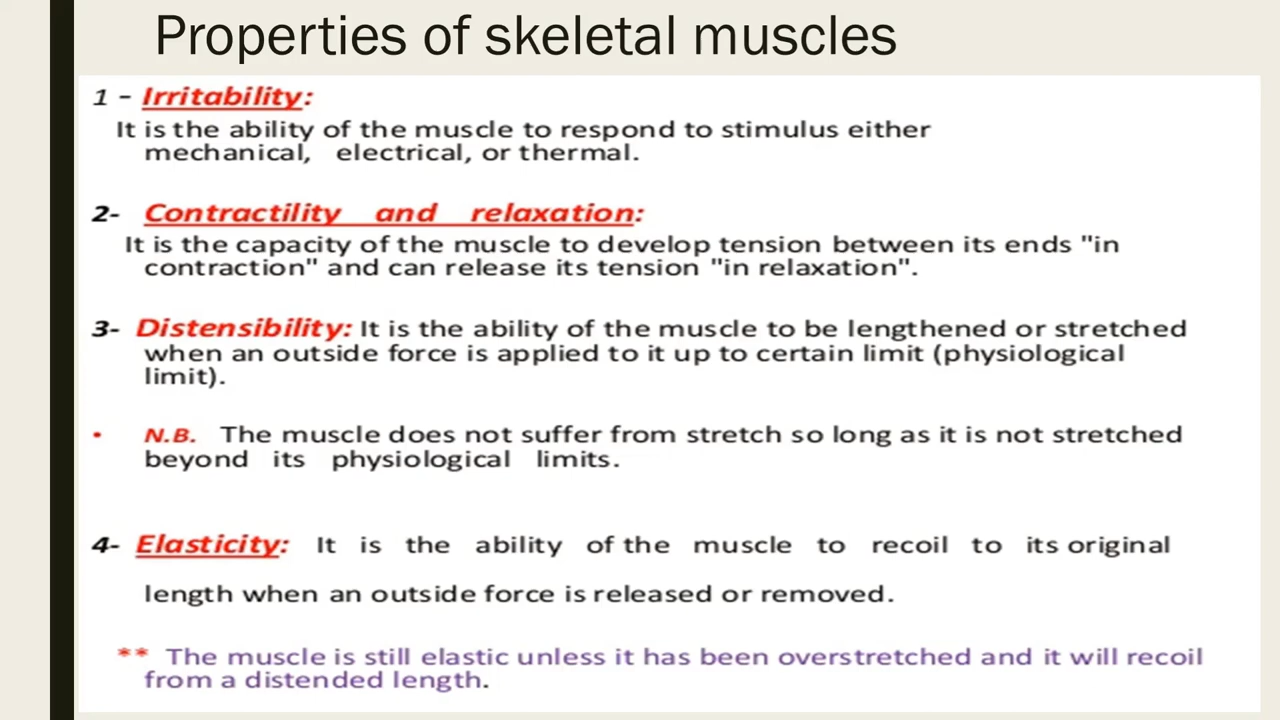 Properties of skeletal muscles
1 - Irritability:
It is the ability of the muscle to respond to stimulus either
mechanical, electrical, or thermal.
2- Contractility and relaxation:
It is the capacity of the muscle to develop tension between its ends "in
contraction" and can release its tension "in relaxation".
3- Distensibility: It is the ability of the muscle to be lengthened or stretched
when an outside force is applied to it up to certain limit (physiological
limit).
• N.B. The muscle does not suffer from stretch so long as it is not stretched
beyond its physiological limits.
4- Elasticity: It is the ability of the muscle to recoil to its original
length when an outside force is released or removed.
** The muscle is still elastic unless it has been overstretched and it will recoil
from a distended length.